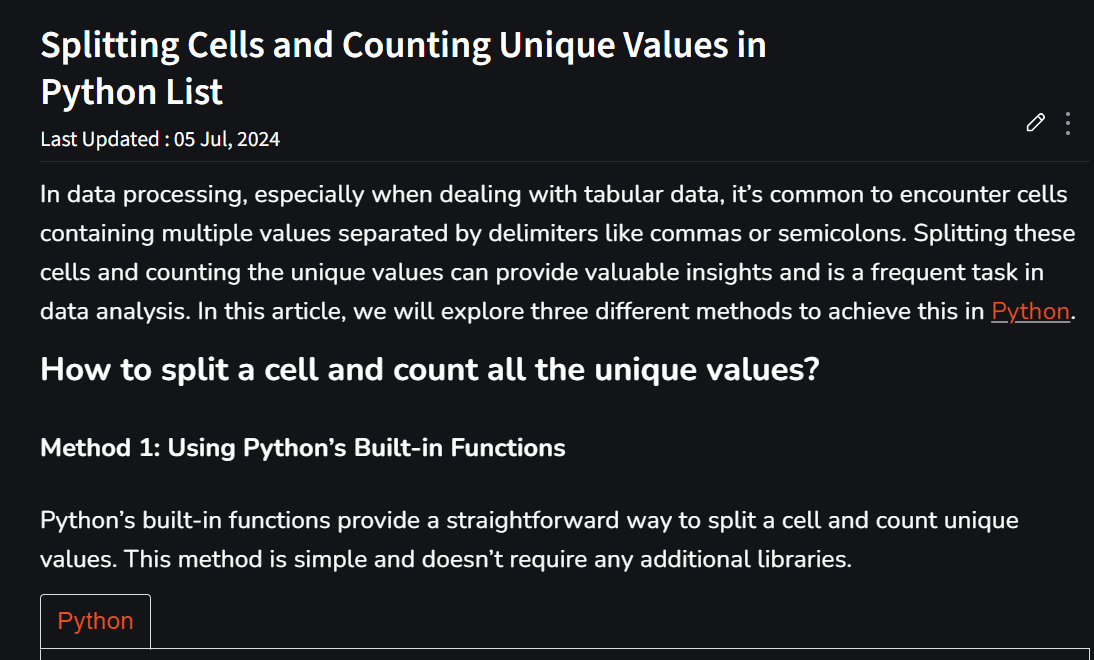 Splitting Cells and Counting Unique Values in
Python List
Last Updated : 05 Jul, 2024
In data processing, especially when dealing with tabular data, it’s common to encounter cells
containing multiple values separated by delimiters like commas or semicolons. Splitting these
cells and counting the unique values can provide valuable insights and is a frequent task in
data analysis. In this article, we will explore three different methods to achieve this in Python.
How to split a cell and count all the unique values?
Method 1: Using Python’s Built-in Functions
Python’s built-in functions provide a straightforward way to split a cell and count unique
values. This method is simple and doesn’t require any additional libraries.
Python